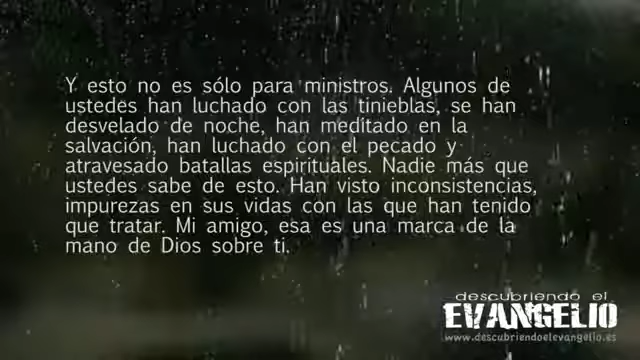 Y esto no es sólo para ministros. Algunos de
ustedes han luchado con las tinieblas, se han
desvelado de noche, han meditado en la
salvación, han luchado con el pecado y
atravesado batallas espirituales. Nadie más que
ustedes sabe de esto. Han visto inconsistencias,
impurezas en sus vidas con las que han tenido
que tratar. Mi amigo, esa es una marca de la
mano de Dios sobre ti.
descubriendo el
EVANGELIO
www.descubriendoelevangelio.es